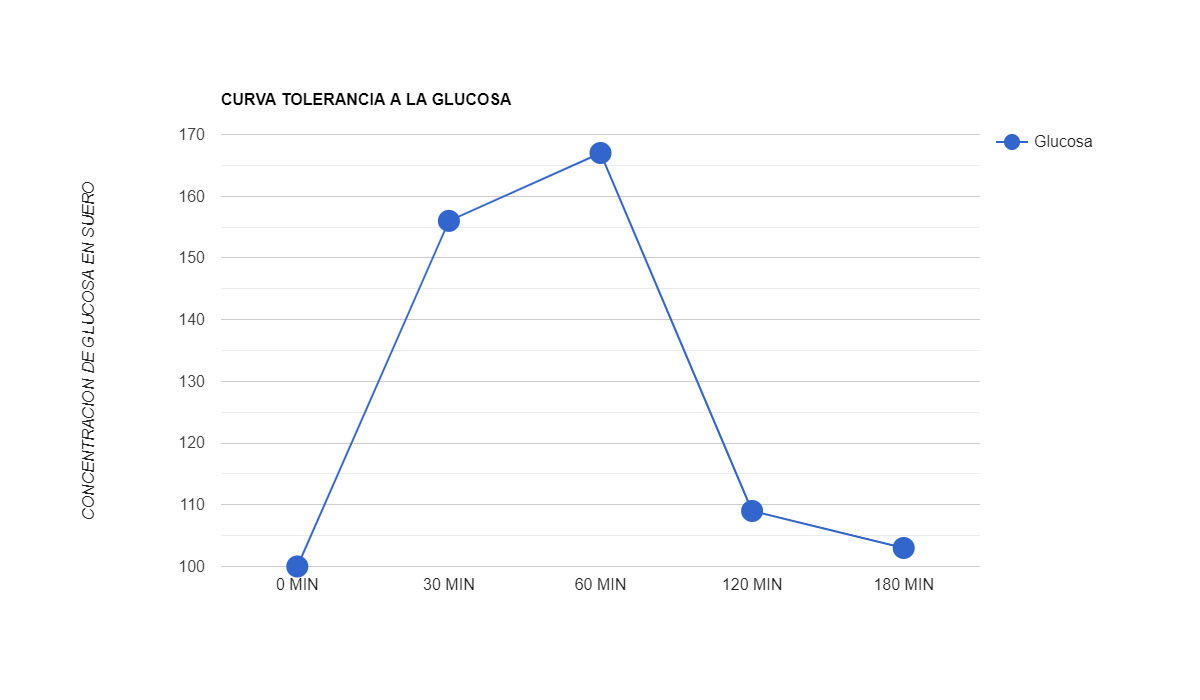 CURVA TOLERANCIA A LA GLUCOSA
CONCENTRACION DE GLUCOSA EN SUERO
170
160
150
140
130
120
110
100
0 MIN
30 MIN
60 MIN
120 MIN
180 MIN
Glucosa